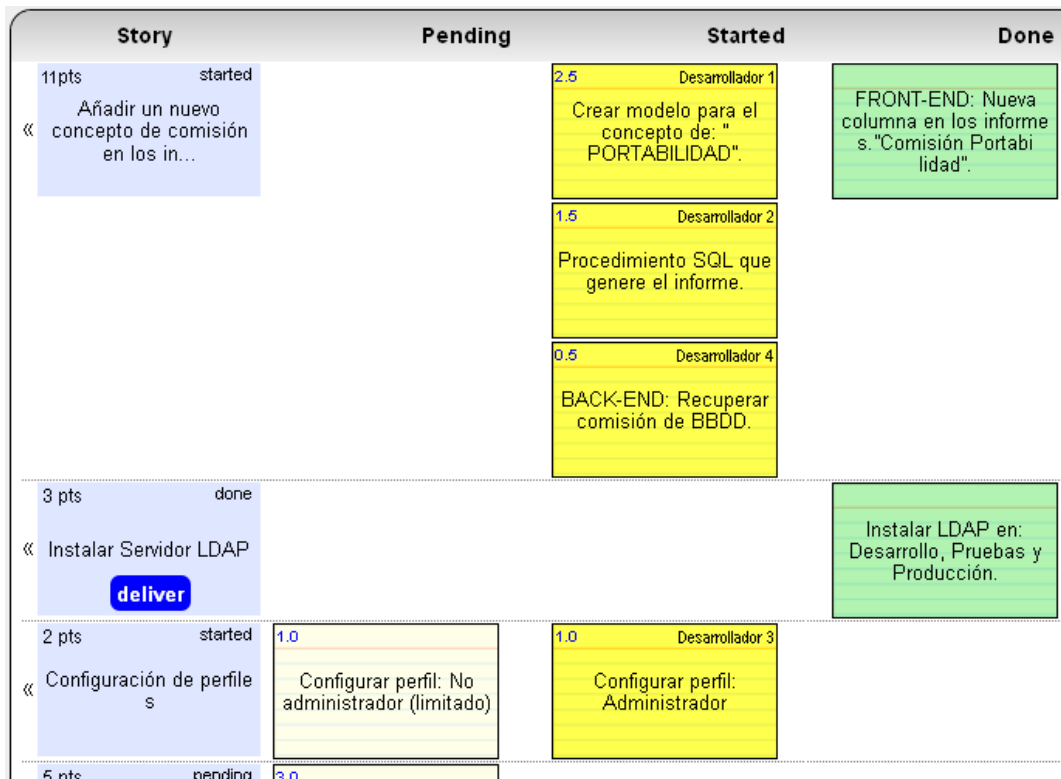 Story Pending Started Done
11pts started
Añadir un nuevo
concepto de comisión
en los in...
«
2.5 Desarrollador 1
Crear modelo para el
concepto de: "
PORTABILIDAD".
FRONT-END: Nueva
columna en los informe
s."Comisión Portabi
lidad".
1.5 Desarrollador 2
Procedimiento SQL que
genere el informe.
0.5 Desarrollador 4
BACK-END: Recuperar
comisión de BBDD.
3 pts done
« Instalar Servidor LDAP
deliver
Instalar LDAP en:
Desarrollo, Pruebas y
Producción.
2 pts started
« Configuración de perfile
s
1.0
Configurar perfil: No
administrador (limitado)
1.0 Desarrollador 3
Configurar perfil:
Administrador
5 pts pending
3.0